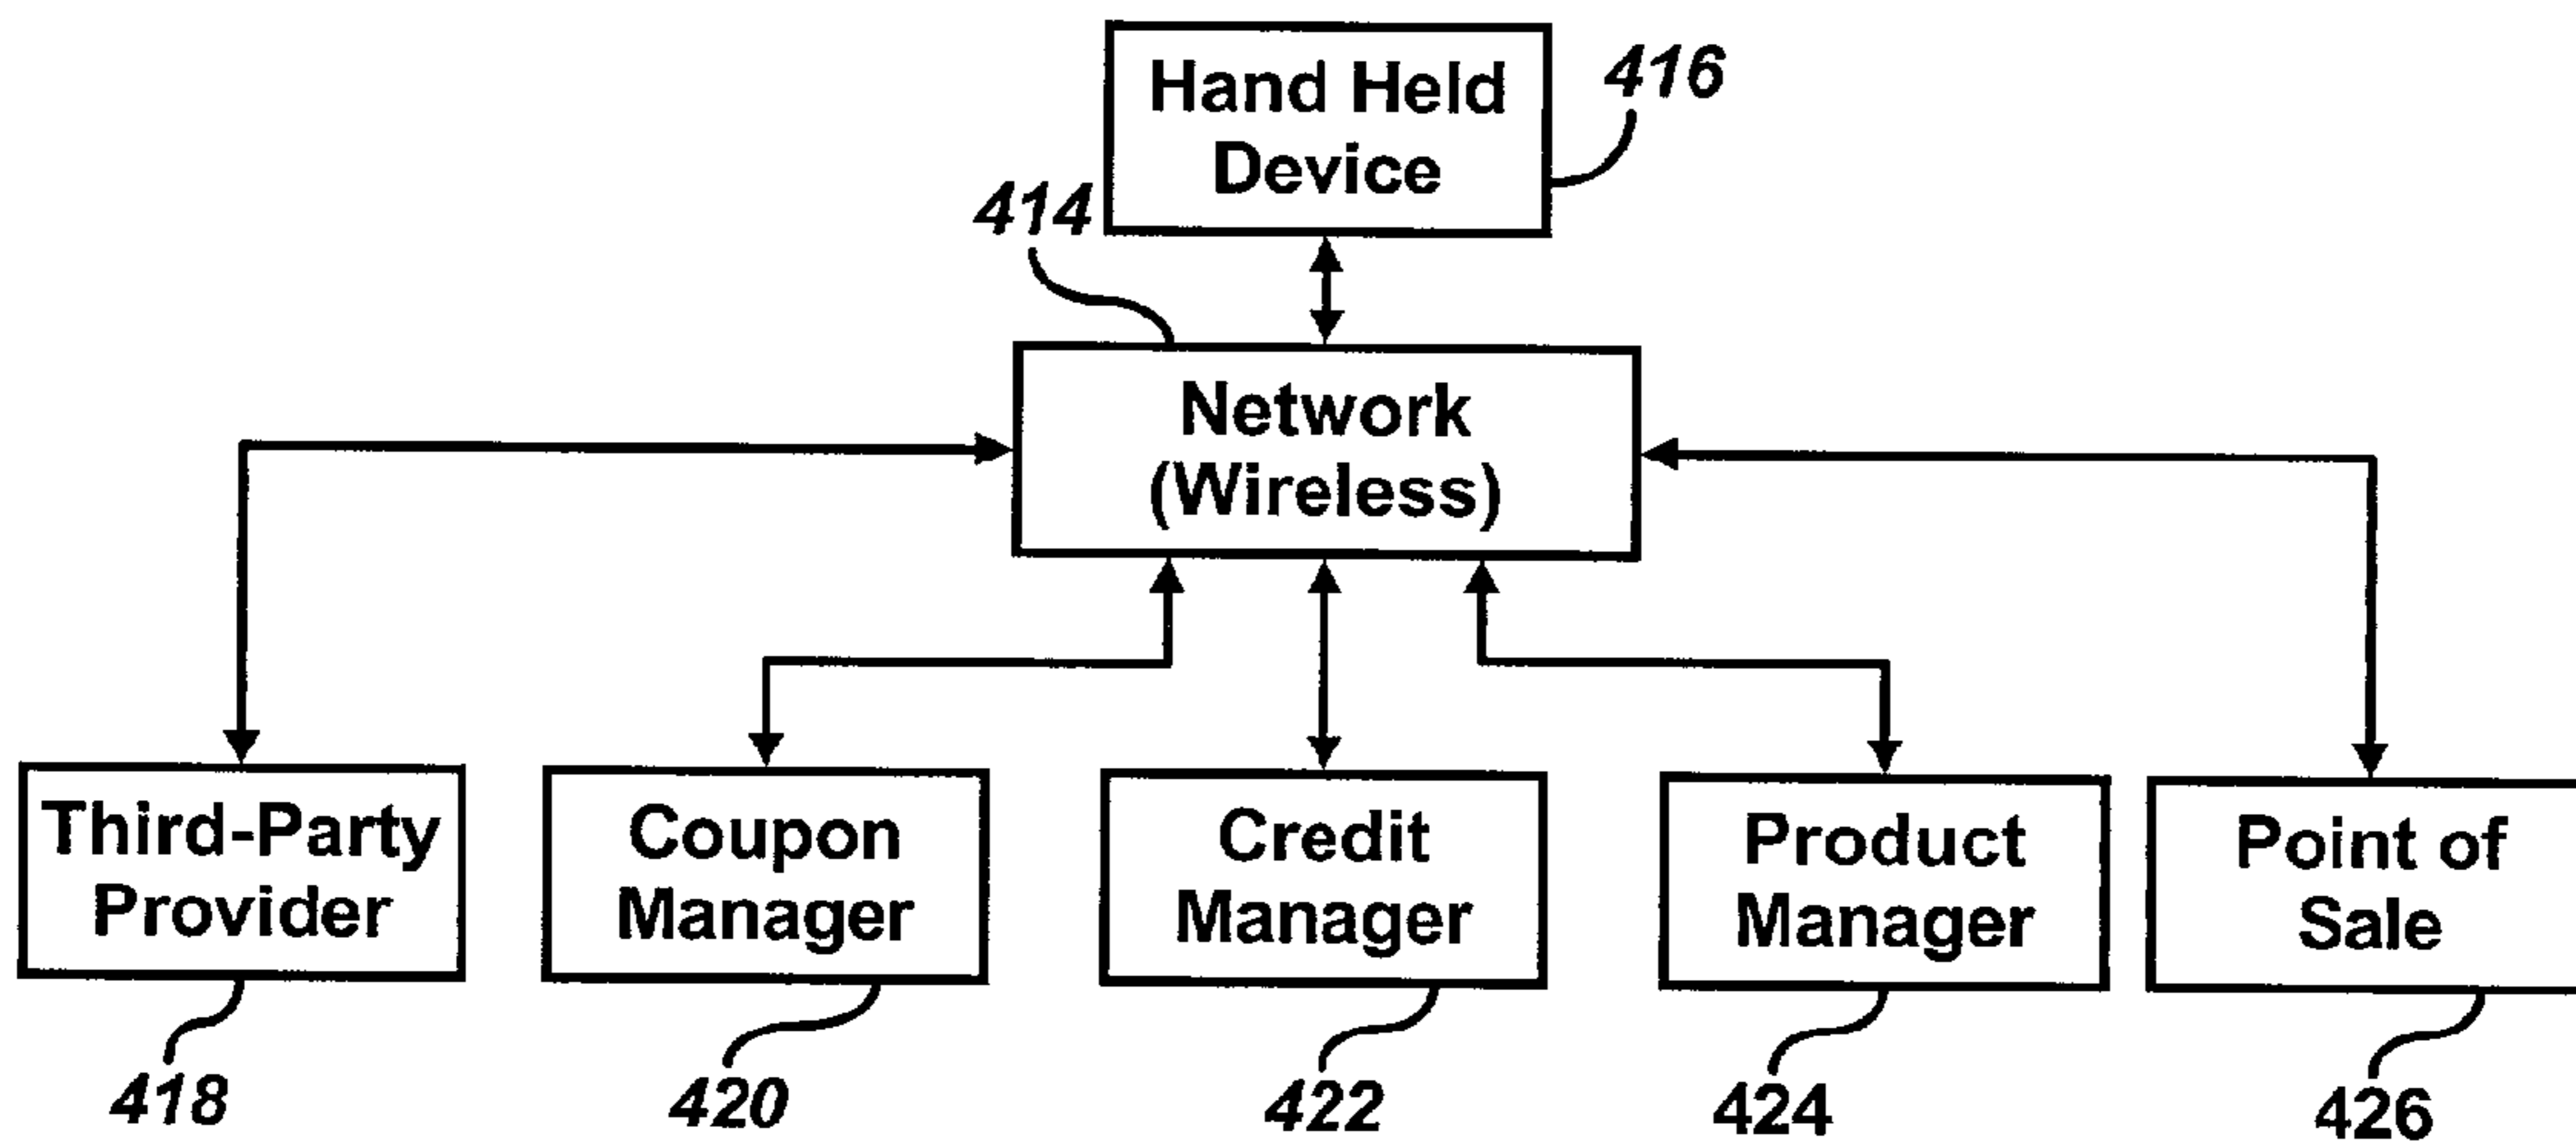 Hand Held
Device
416
414
Network
(Wireless)
Third-Party
Provider
Coupon
Manager
Credit
Manager
Product
Manager
Point of
Sale
418
420
422
424
426